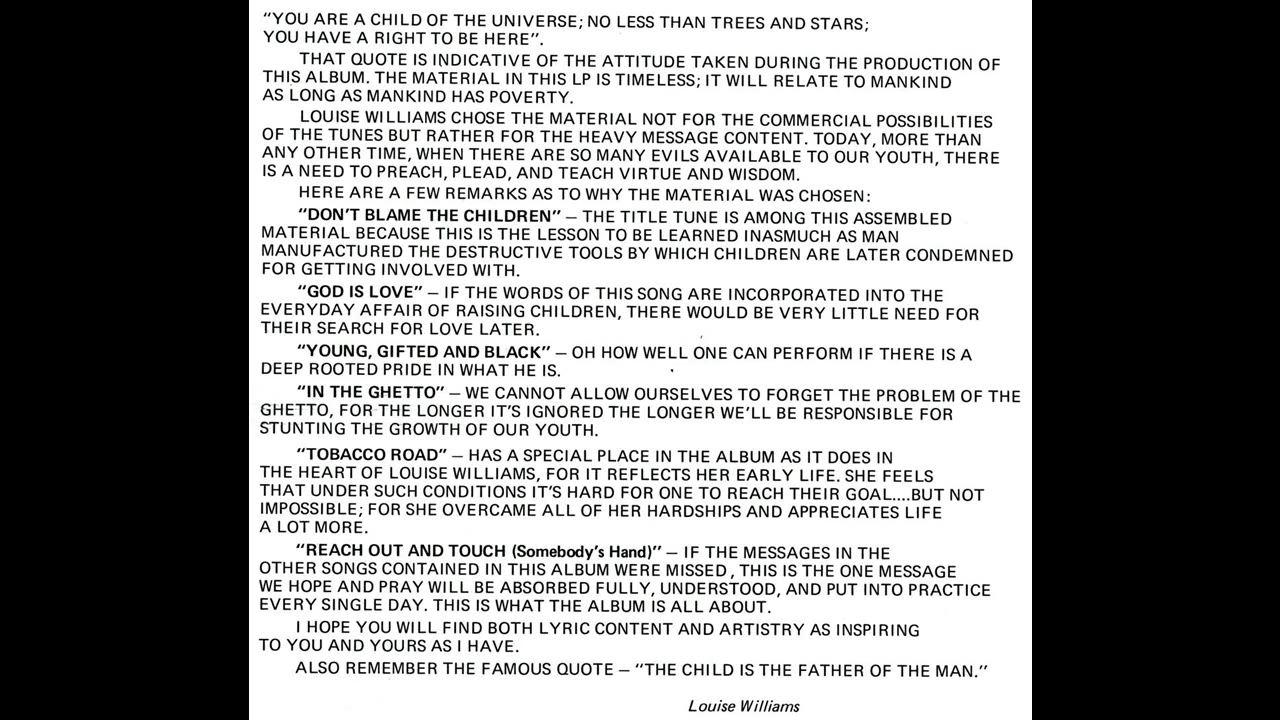 "YOU ARE A CHILD OF THE UNIVERSE; NO LESS THAN TREES AND STARS;
YOU HAVE A RIGHT TO BE HERE".
THAT QUOTE IS INDICATIVE OF THE ATTITUDE TAKEN DURING THE PRODUCTION OF
THIS ALBUM. THE MATERIAL IN THIS LP IS TIMELESS; IT WILL RELATE TO MANKIND
AS LONG AS MANKIND HAS POVERTY.
LOUISE WILLIAMS CHOSE THE MATERIAL NOT FOR THE COMMERCIAL POSSIBILITIES
OF THE TUNES BUT RATHER FOR THE HEAVY MESSAGE CONTENT. TODAY, MORE THAN
ANY OTHER TIME, WHEN THERE ARE SO MANY EVILS AVAILABLE TO OUR YOUTH, THERE
IS A NEED TO PREACH, PLEAD, AND TEACH VIRTUE AND WISDOM.
HERE ARE A FEW REMARKS AS TO WHY THE MATERIAL WAS CHOSEN:
"DON'T BLAME THE CHILDREN" – THE TITLE TUNE IS AMONG THIS ASSEMBLED
MATERIAL BECAUSE THIS IS THE LESSON TO BE LEARNED INASMUCH AS MAN
MANUFACTURED THE DESTRUCTIVE TOOLS BY WHICH CHILDREN ARE LATER CONDEMNED
FOR GETTING INVOLVED WITH.
"GOD IS LOVE" – IF THE WORDS OF THIS SONG ARE INCORPORATED INTO THE
EVERYDAY AFFAIR OF RAISING CHILDREN, THERE WOULD BE VERY LITTLE NEED FOR
THEIR SEARCH FOR LOVE LATER.
"YOUNG, GIFTED AND BLACK" – OH HOW WELL ONE CAN PERFORM IF THERE IS A
DEEP ROOTED PRIDE IN WHAT HE IS.
"IN THE GHETTO" – WE CANNOT ALLOW OURSELVES TO FORGET THE PROBLEM OF THE
GHETTO, FOR THE LONGER IT'S IGNORED THE LONGER WE'LL BE RESPONSIBLE FOR
STUNTING THE GROWTH OF OUR YOUTH.
"TOBACCO ROAD" – HAS A SPECIAL PLACE IN THE ALBUM AS IT DOES IN
THE HEART OF LOUISE WILLIAMS, FOR IT REFLECTS HER EARLY LIFE. SHE FEELS
THAT UNDER SUCH CONDITIONS IT'S HARD FOR ONE TO REACH THEIR GOAL....BUT NOT
IMPOSSIBLE; FOR SHE OVERCAME ALL OF HER HARDSHIPS AND APPRECIATES LIFE
A LOT MORE.
"REACH OUT AND TOUCH (Somebody's Hand)" – IF THE MESSAGES IN THE
OTHER SONGS CONTAINED IN THIS ALBUM WERE MISSED, THIS IS THE ONE MESSAGE
WE HOPE AND PRAY WILL BE ABSORBED FULLY, UNDERSTOOD, AND PUT INTO PRACTICE
EVERY SINGLE DAY. THIS IS WHAT THE ALBUM IS ALL ABOUT.
I HOPE YOU WILL FIND BOTH LYRIC CONTENT AND ARTISTRY AS INSPIRING
TO YOU AND YOURS AS I HAVE.
ALSO REMEMBER THE FAMOUS QUOTE – "THE CHILD IS THE FATHER OF THE MAN."
Louise Williams